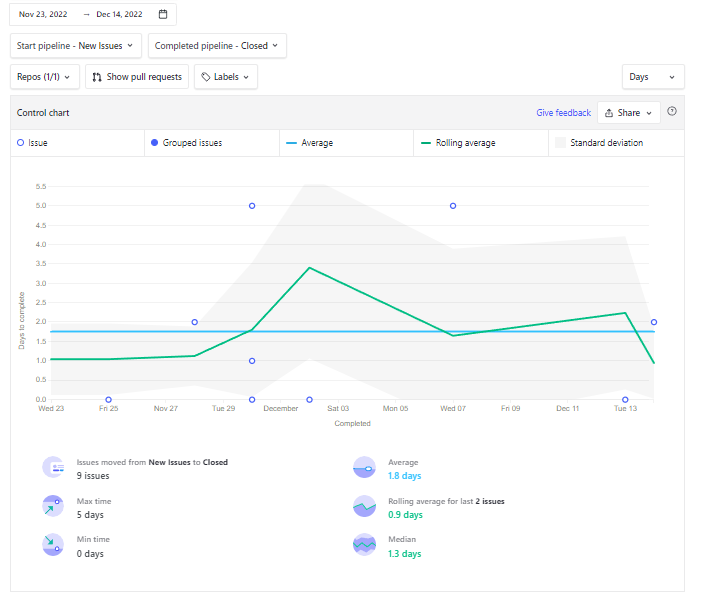 Nov 23, 2022 → Dec 14, 2022
Start pipeline - New Issues
Completed pipeline - Closed
Repos (1/1)
Show pull requests
Labels
Days
Control chart
Give feedback
Share
Issue
Grouped issues
Average
Rolling average
Standard deviation
Days to complete
5.5
5.0
4.5
4.0
3.5
3.0
2.5
2.0
1.5
1.0
0.5
0.0
Wed 23 Fri 25 Nov 27 Tue 29 December Sat 03 Mon 05 Wed 07 Fri 09 Dec 11 Tue 13
Completed
Issues moved from New Issues to Closed
9 issues
Max time
5 days
Min time
0 days
Average
1.8 days
Rolling average for last 2 issues
0.9 days
Median
1.3 days